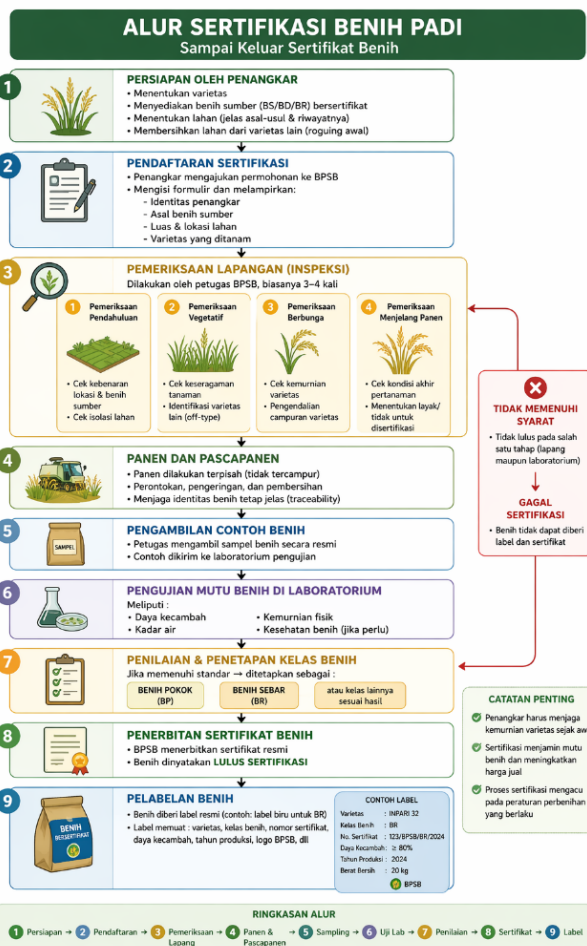 ALUR SERTIFIKASI BENIH PADI
Sampai Keluar Sertifikat Benih
1
PERSIAPAN OLEH PENANGKAR
• Menentukan varietas
• Menyediakan benih sumber (BS/BD/BR) bersertifikat
• Menentukan lahan (jelas asal-usul & riwayatnya)
• Membersihkan lahan dari varietas lain (roguing awal)
2
PENDAFTARAN SERTIFIKASI
• Penangkar mengajukan permohonan ke BPSB
• Mengisi formulir dan melampirkan:
- Identitas penangkar
- Asal benih sumber
- Luas & lokasi lahan
- Varietas yang ditanam
3
PEMERIKSAAN LAPANGAN (INSPEKSI)
Dilakukan oleh petugas BPSB, biasanya 3–4 kali
1 Pemeriksaan
Pendahuluan
• Cek kebenaran
lokasi & benih
sumber
• Cek isolasi lahan
2 Pemeriksaan
Vegetatif
• Cek keseragaman
tanaman
• Identifikasi varietas
lain (off-type)
3 Pemeriksaan
Berbunga
• Cek kemurnian
varietas
• Pengendalian
campuran varietas
4 Pemeriksaan
Menjelang Panen
• Cek kondisi akhir
pertanaman
• Menentukan layak/
tidak untuk
disertifikasi
TIDAK MEMENUHI
SYARAT
• Tidak lulus pada salah
satu tahap (lapang
maupun laboratorium)
GAGAL
SERTIFIKASI
• Benih tidak dapat diberi
label dan sertifikat
4
PANEN DAN PASCAPANEN
• Panen dilakukan terpisah (tidak tercampur)
• Perontokan, pengeringan, dan pembersihan
• Menjaga identitas benih tetap jelas (traceability)
5
SAMPEL
PENGAMBILAN CONTOH BENIH
• Petugas mengambil sampel benih secara resmi
• Contoh dikirim ke laboratorium pengujian
6
PENGUJIAN MUTU BENIH DI LABORATORIUM
Meliputi :
• Daya kecambah • Kemurnian fisik
• Kadar air • Kesehatan benih (jika perlu)
7
PENILAIAN & PENETAPAN KELAS BENIH
Jika memenuhi standar → ditetapkan sebagai :
BENIH POKOK
(BP)
BENIH SEBAR
(BR)
atau kelas lainnya
sesuai hasil
8
PENERBITAN SERTIFIKAT BENIH
• BPSB menerbitkan sertifikat resmi
• Benih dinyatakan LULUS SERTIFIKASI
9
BENIH
BERSERTIFIKAT
PELABELAN BENIH
• Benih diberi label resmi (contoh: label biru untuk BR)
• Label memuat : varietas, kelas benih, nomor sertifikat,
daya kecambah, tahun produksi, logo BPSB, dll
CONTOH LABEL
Varietas : INPARI 32
Kelas Benih : BR
No. Sertifikat : 123/BPSB/BR/2024
Daya Kecambah : ≥ 80%
Tahun Produksi : 2024
Berat Bersih : 20 kg
BPSB
CATATAN PENTING
Penangkar harus menjaga
kemurnian varietas sejak aw
Sertifikasi menjamin mutu
benih dan meningkatkan
harga jual
Proses sertifikasi mengacu
pada peraturan perbenihan
yang berlaku
RINGKASAN ALUR
1 Persiapan → 2 Pendaftaran → 3 Pemeriksaan Lapang → 4 Panen & Pascapanen → 5 Sampling → 6 Uji Lab → 7 Penilaian → 8 Sertifikat → 9 Label